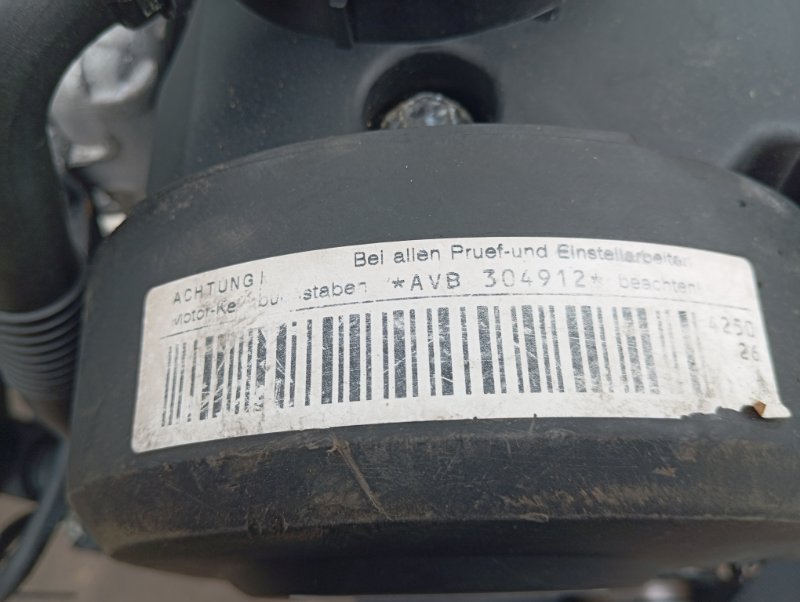 ACHTUNG! Bei allen Pruef-und Einstellarbeiten
*AVB 304912* beachten!
4250
26